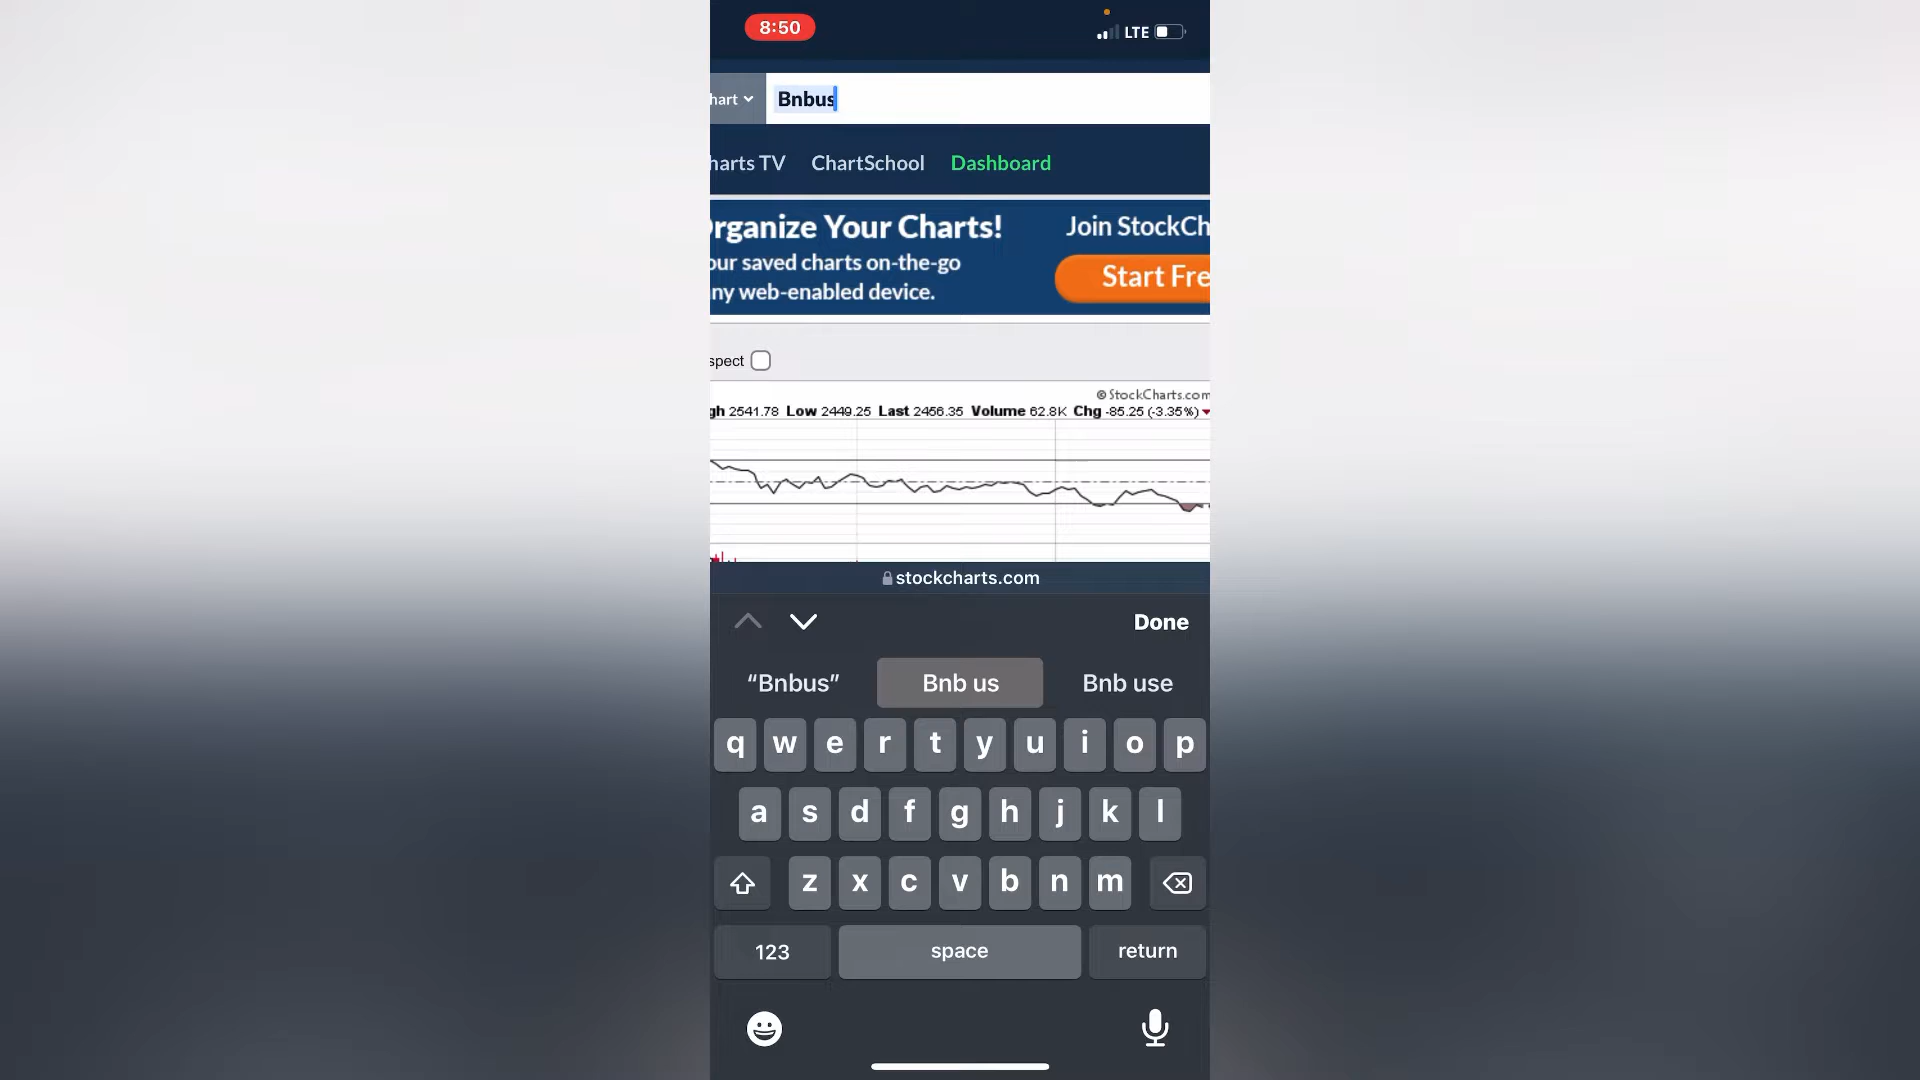 8:50
LTE
hart
Bnbus
harts TV ChartSchool Dashboard
rganize Your Charts! Join StockCh
our saved charts on-the-go
Start Fre
ny web-enabled device.
spect
© StockCharts.com
gh 2541.78 Low 2449.25 Last 2456.35 Volume 62.8K Chg -85.25 (-3.35%)
stockcharts.com
Done
“Bnbus” Bnb us Bnb use
q w e r t y u i o p
a s d f g h j k l
z x c v b n m
123 space return